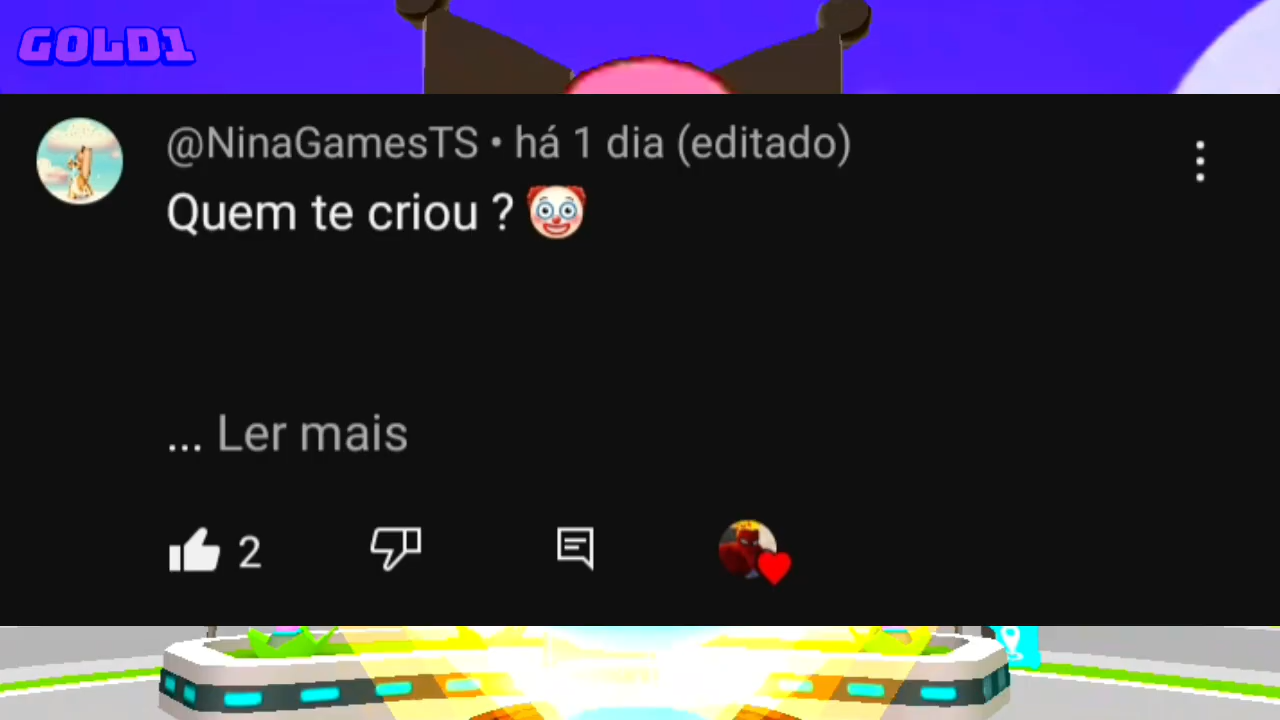 GOLD1
@NinaGamesTS • há 1 dia (editado)
Quem te criou ? 🤡
... Ler mais
2